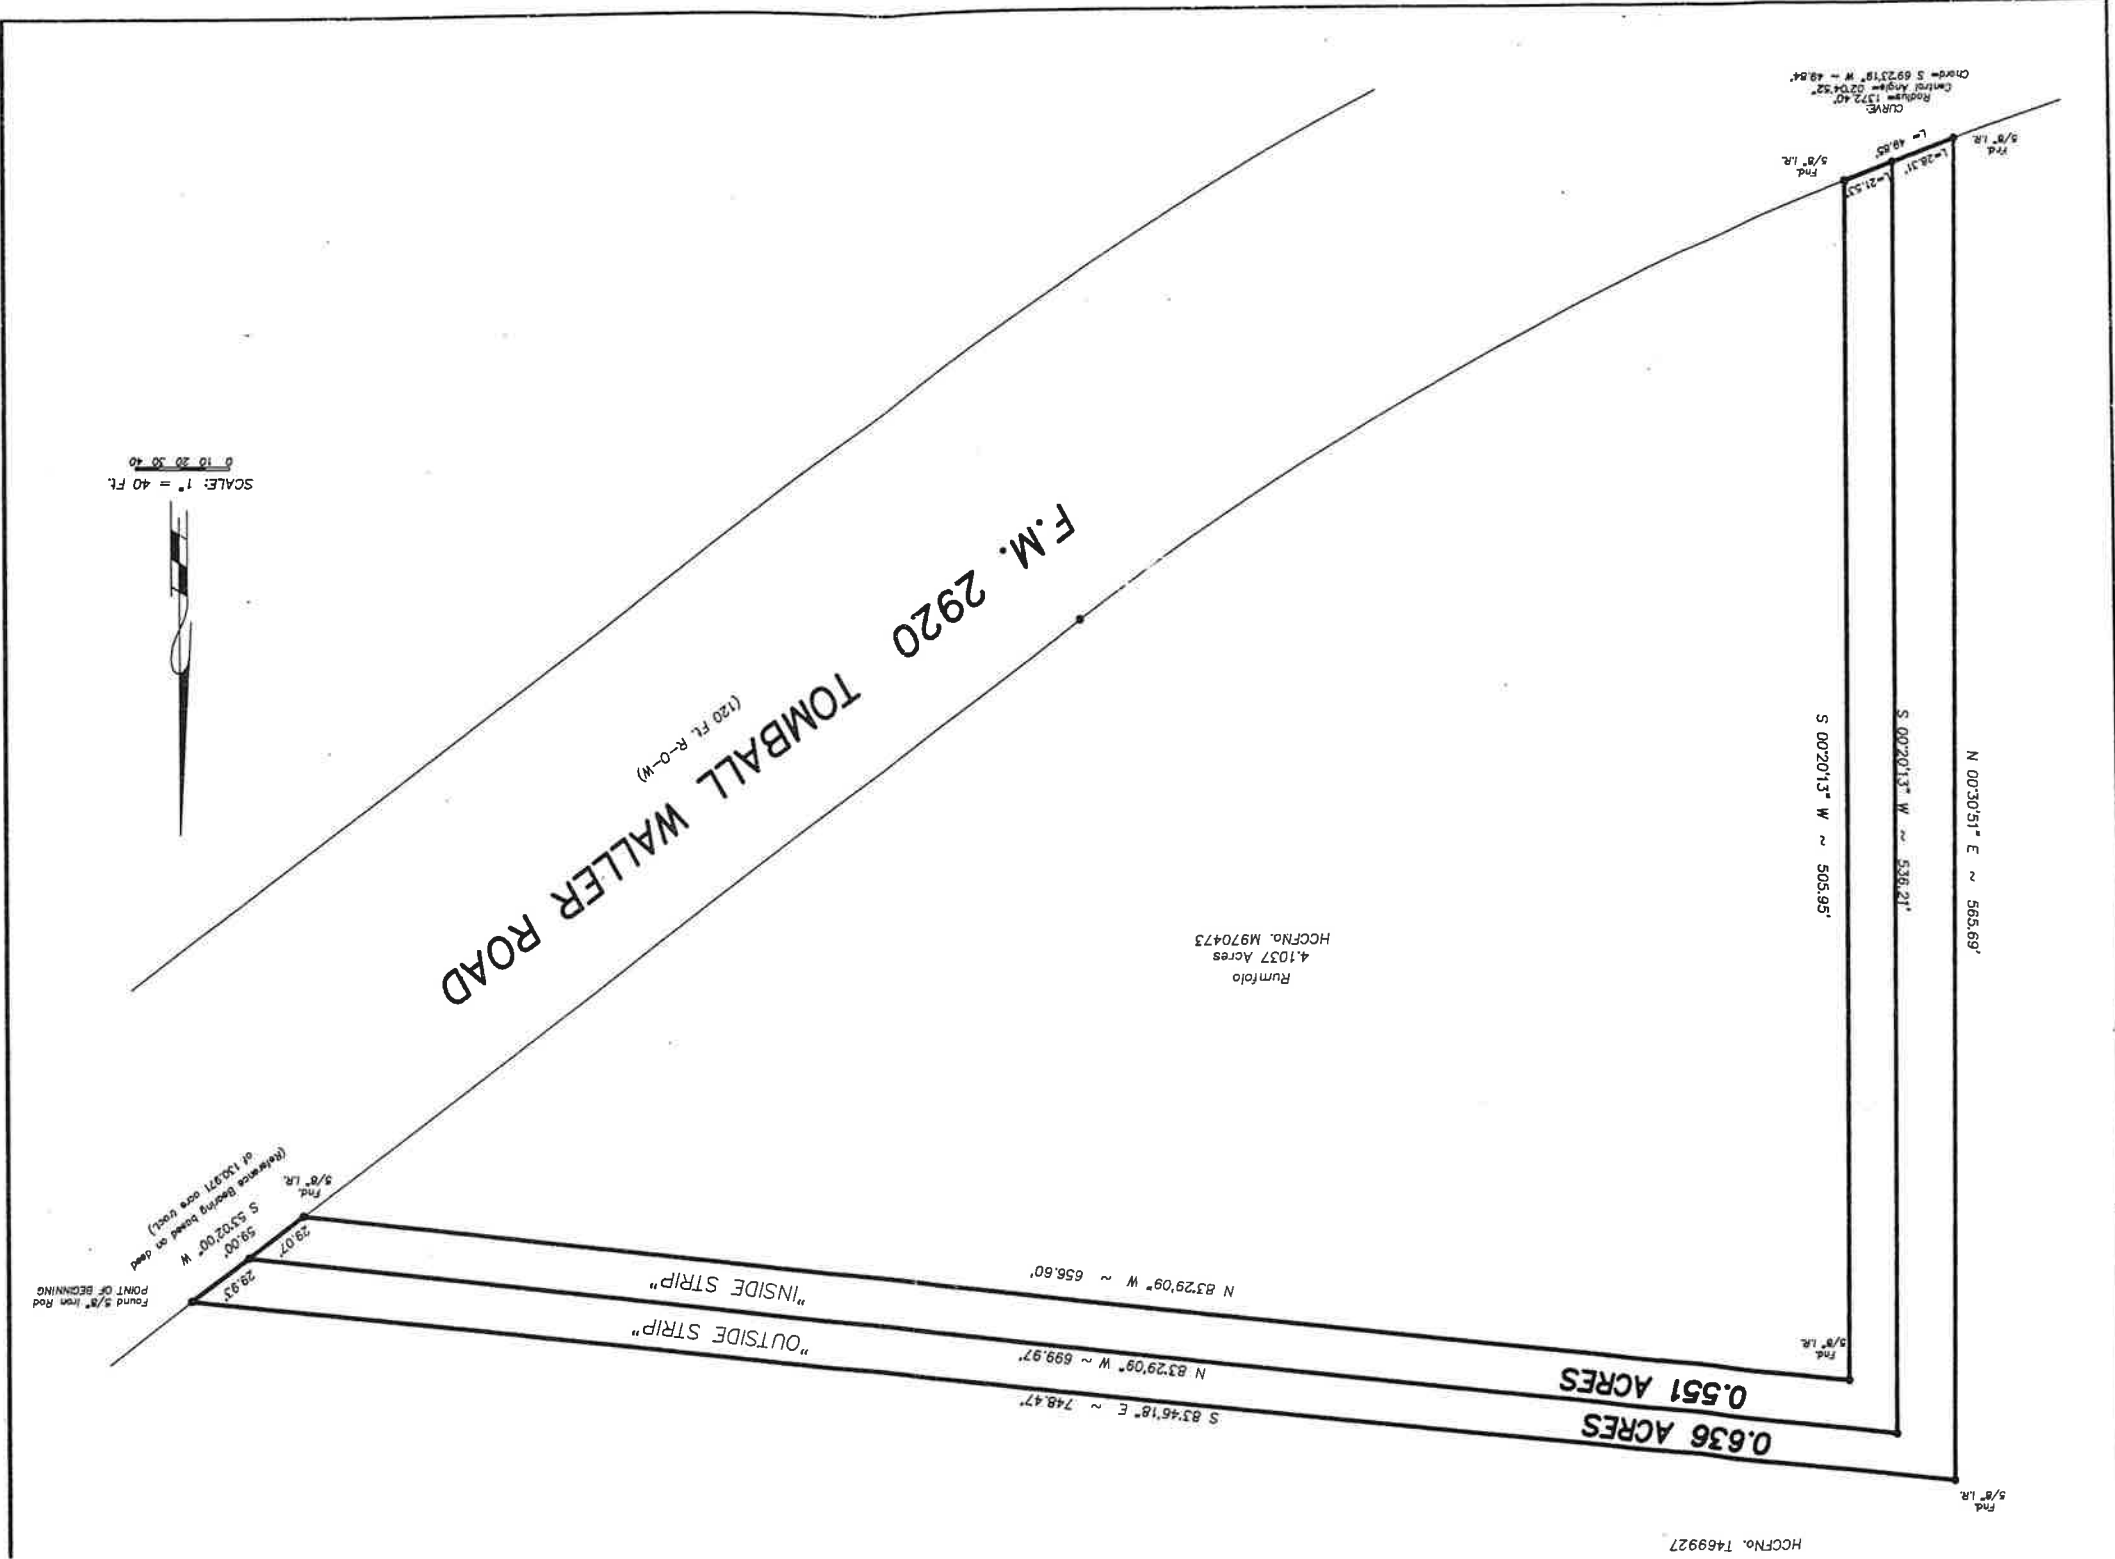 HCCFNo. T469927
Fnd.
5/8" I.R.
0.636 ACRES
0.551 ACRES
S 83°46'18" E ~ 748.47'
N 83°29'09" W ~ 699.97'
N 83°29'09" W ~ 656.60'
"OUTSIDE STRIP"
"INSIDE STRIP"
Fnd.
5/8" I.R.
Found 5/8" Iron Rod
POINT OF BEGINNING
29.93'
29.07'
59.00'
S 53°02'00" W
(Reference Bearing based on deed
of 130.971 acre tract.)
Fnd.
5/8" I.R.
N 00°30'51" E ~ 565.69'
S 00°20'13" W ~ 536.21'
S 00°20'13" W ~ 505.95'
Rumfolo
4.1037 Acres
HCCFNo. M970473
F.M. 2920 TOMBALL WALLER ROAD
(120 Ft. R-O-W)
SCALE: 1" = 40 Ft.
0 10 20 30 40
Fnd.
5/8" I.R.
L=28.31'
L=21.53'
L= 49.85'
Fnd.
5/8" I.R.
CURVE:
Radius= 1372.40'
Central Angle= 02°04'52"
Chord= S 69°23'19" W ~ 49.84'